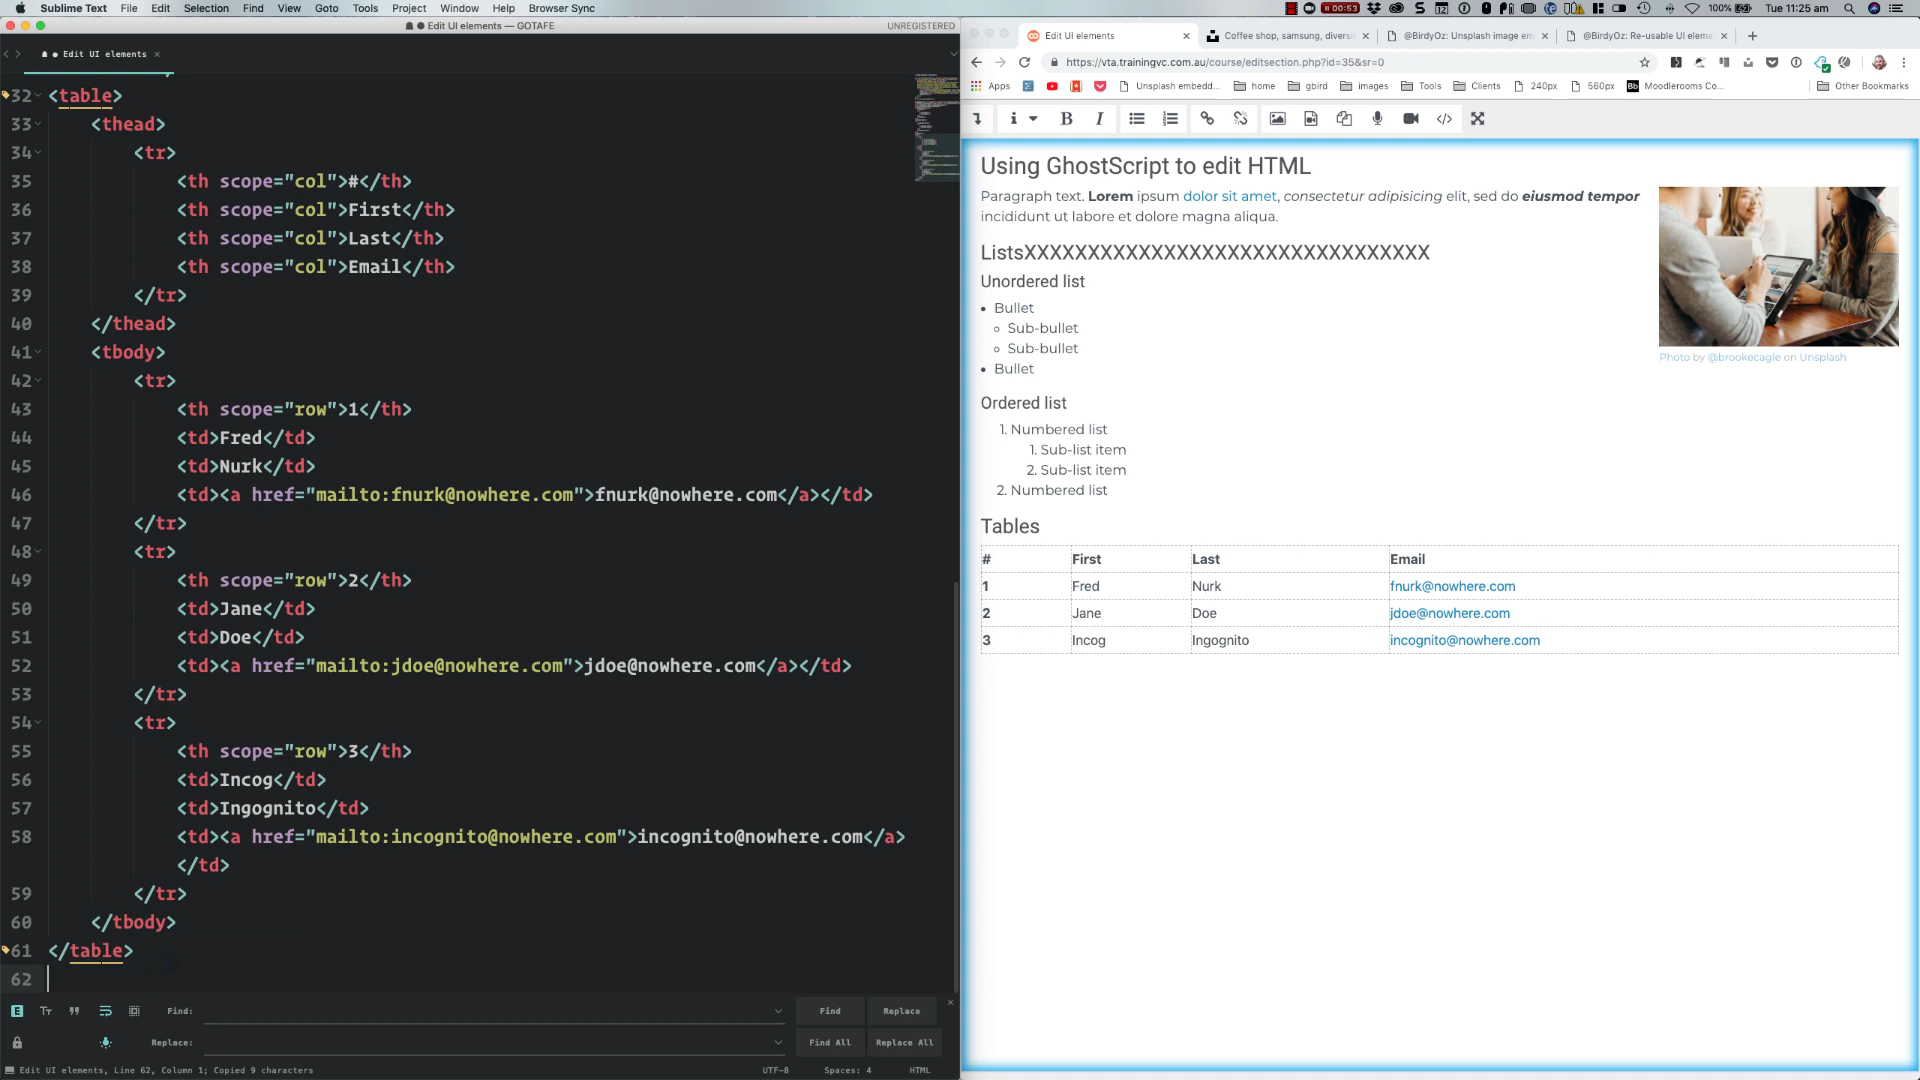 Sublime Text File Edit Selection Find View Goto Tools Project Window Help Browser Sync
00:53 100% Tue 11:25 am
Edit UI elements — GOTAFE UNREGISTERED
Edit UI elements
32 <table>
33 <thead>
34 <tr>
35 <th scope="col">#</th>
36 <th scope="col">First</th>
37 <th scope="col">Last</th>
38 <th scope="col">Email</th>
39 </tr>
40 </thead>
41 <tbody>
42 <tr>
43 <th scope="row">1</th>
44 <td>Fred</td>
45 <td>Nurk</td>
46 <td><a href="mailto:fnurk@nowhere.com">fnurk@nowhere.com</a></td>
47 </tr>
48 <tr>
49 <th scope="row">2</th>
50 <td>Jane</td>
51 <td>Doe</td>
52 <td><a href="mailto:jdoe@nowhere.com">jdoe@nowhere.com</a></td>
53 </tr>
54 <tr>
55 <th scope="row">3</th>
56 <td>Incog</td>
57 <td>Ingognito</td>
58 <td><a href="mailto:incognito@nowhere.com">incognito@nowhere.com</a>
</td>
59 </tr>
60 </tbody>
61 </table>
62
Find: Find Replace
Replace: Find All Replace All
Edit UI elements, Line 62, Column 1; Copied 9 characters UTF-8 Spaces: 4 HTML
Edit UI elements Coffee shop, samsung, diversi @BirdyOz: Unsplash image em @BirdyOz: Re-usable UI eleme
https://vta.trainingvc.com.au/course/editsection.php?id=35&sr=0
Apps Unsplash embedd... home gbird images Tools Clients 240px 560px Bb Moodlerooms Co... Other Bookmarks
i B I
Using GhostScript to edit HTML
Paragraph text. Lorem ipsum dolor sit amet, consectetur adipisicing elit, sed do eiusmod tempor
incididunt ut labore et dolore magna aliqua.
Photo by @brookecagle on Unsplash
ListsXXXXXXXXXXXXXXXXXXXXXXXXXXXXXXXX
Unordered list
• Bullet
◦ Sub-bullet
◦ Sub-bullet
• Bullet
Ordered list
1. Numbered list
1. Sub-list item
2. Sub-list item
2. Numbered list
Tables
# First Last Email
1 Fred Nurk fnurk@nowhere.com
2 Jane Doe jdoe@nowhere.com
3 Incog Ingognito incognito@nowhere.com